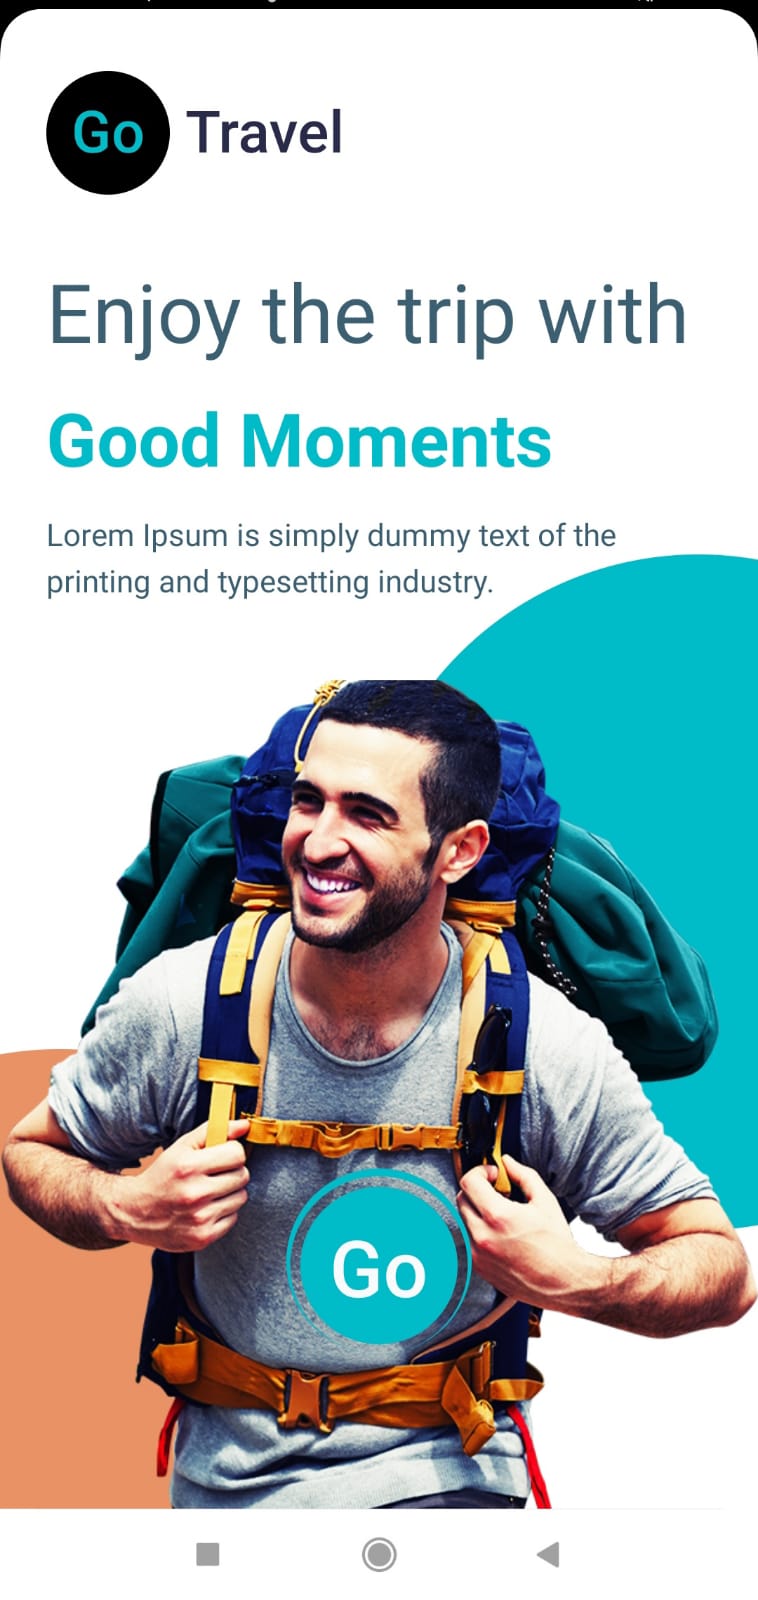 Go Travel
Enjoy the trip with
Good Moments
Lorem Ipsum is simply dummy text of the
printing and typesetting industry.
Go